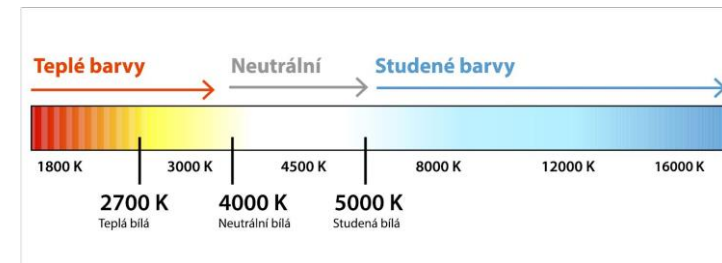 Teplé barvy Neutrální Studené barvy
1800 K 3000 K 4500 K 8000 K 12000 K 16000 K
2700 K 4000 K 5000 K
Teplá bílá Neutrální bílá Studená bílá